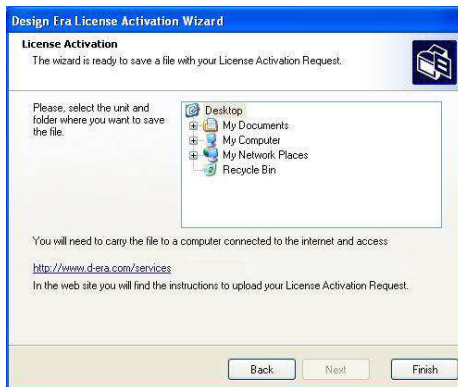 Design Era License Activation Wizard
License Activation
The wizard is ready to save a file with your License Activation Request.
Please, select the unit and
folder where you want to save
the file.
Desktop
My Documents
My Computer
My Network Places
Recycle Bin
You will need to carry the file to a computer connected to the internet and access
http://www.d-era.com/services
In the web site you will find the instructions to upload your License Activation Request.
Back
Next
Finish